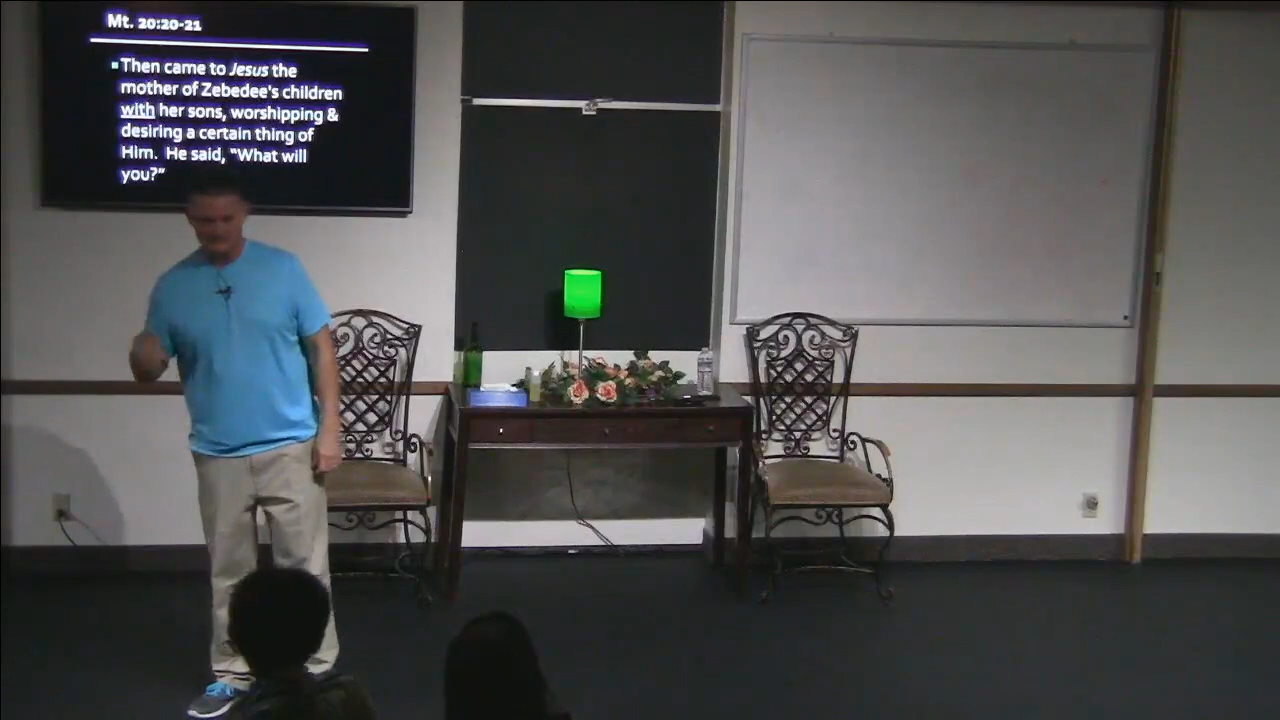 Mt. 20:20-21
Then came to Jesus the
mother of Zebedee's children
with her sons, worshipping &
desiring a certain thing of
Him. He said, "What will
you?"